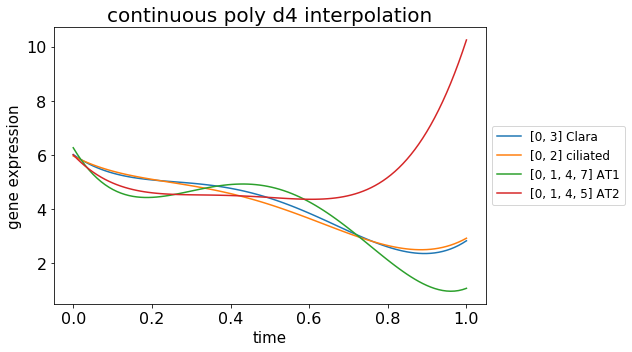 continuous poly d4 interpolation
gene expression
10
8
6
4
2
0.0 0.2 0.4 0.6 0.8 1.0
time
[0, 3] Clara
[0, 2] ciliated
[0, 1, 4, 7] AT1
[0, 1, 4, 5] AT2